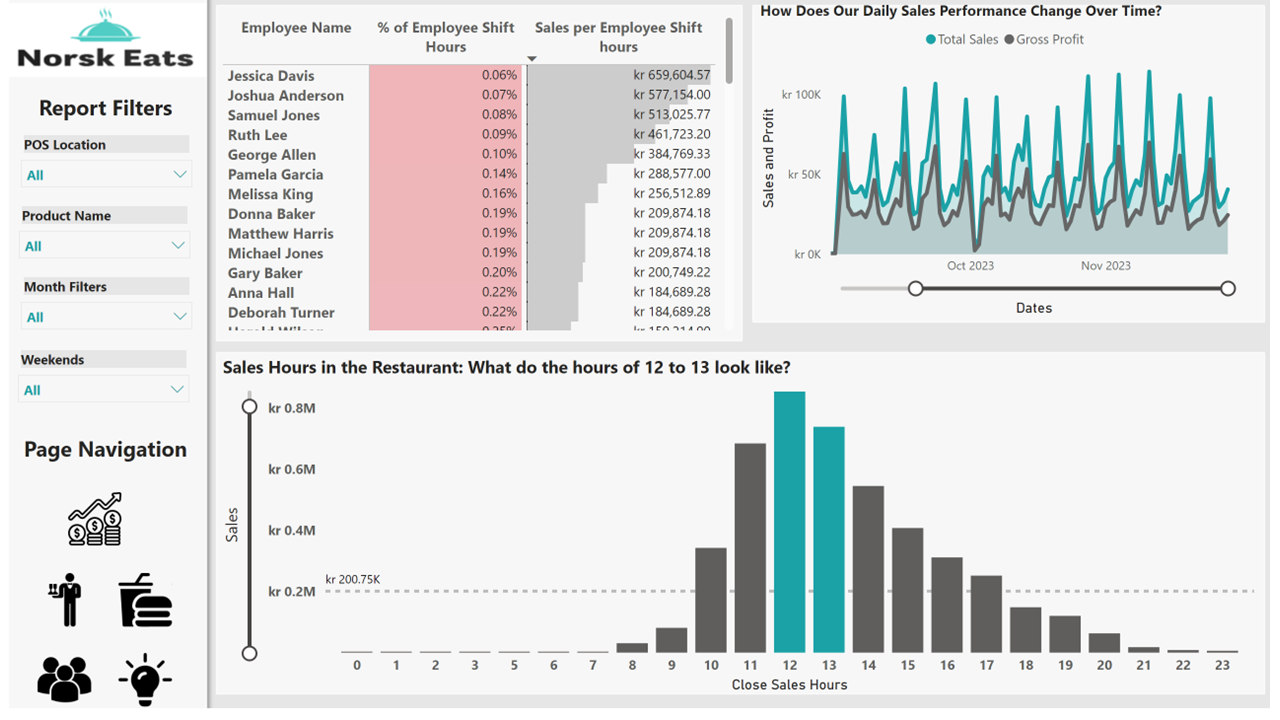 Norsk Eats
Report Filters
POS Location
All
Product Name
All
Month Filters
All
Weekends
All
Page Navigation
Employee Name % of Employee Shift Hours Sales per Employee Shift hours
Jessica Davis 0.06% kr 659,604.57
Joshua Anderson 0.07% kr 577,154.00
Samuel Jones 0.08% kr 513,025.77
Ruth Lee 0.09% kr 461,723.20
George Allen 0.10% kr 384,769.33
Pamela Garcia 0.14% kr 288,577.00
Melissa King 0.16% kr 256,512.89
Donna Baker 0.19% kr 209,874.18
Matthew Harris 0.19% kr 209,874.18
Michael Jones 0.19% kr 209,874.18
Gary Baker 0.20% kr 200,749.22
Anna Hall 0.22% kr 184,689.28
Deborah Turner 0.22% kr 184,689.28
How Does Our Daily Sales Performance Change Over Time?
Total Sales Gross Profit
Sales and Profit
kr 100K
kr 50K
kr 0K
Oct 2023 Nov 2023
Dates
Sales Hours in the Restaurant: What do the hours of 12 to 13 look like?
Sales
kr 0.8M
kr 0.6M
kr 0.4M
kr 200.75K
kr 0.2M
0 1 2 3 5 6 7 8 9 10 11 12 13 14 15 16 17 18 19 20 21 22 23
Close Sales Hours